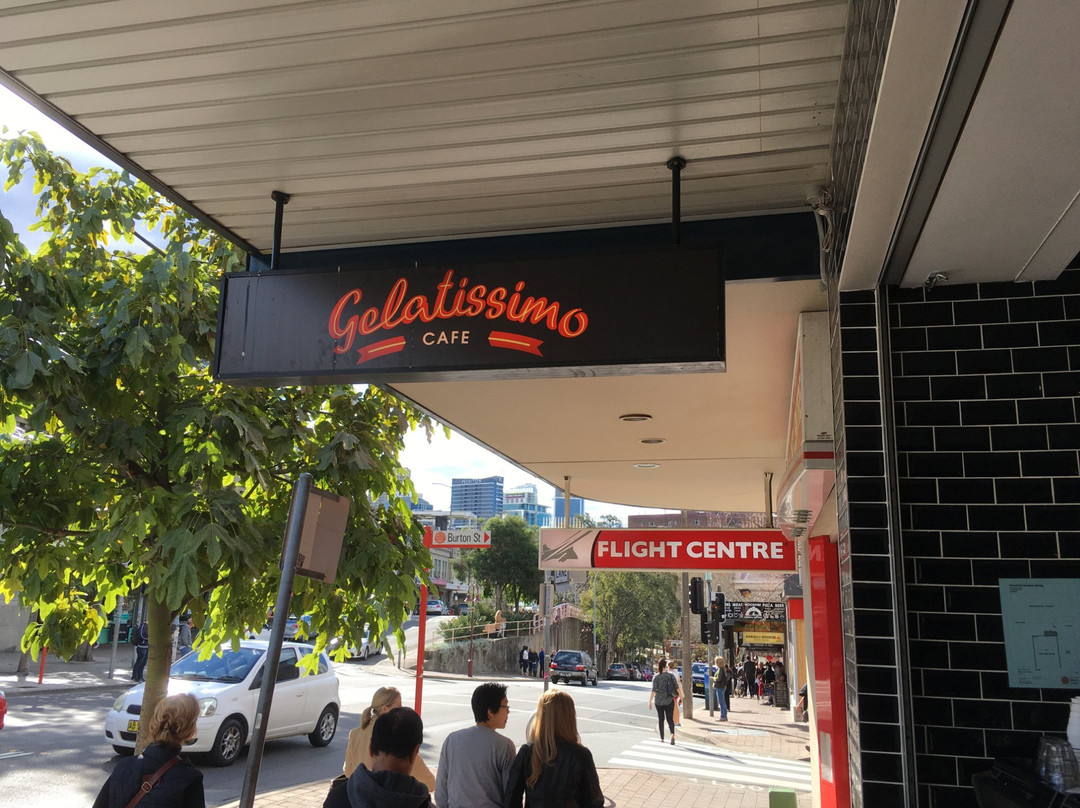 Gelatissimo
CAFE
Burton St
FLIGHT CENTRE